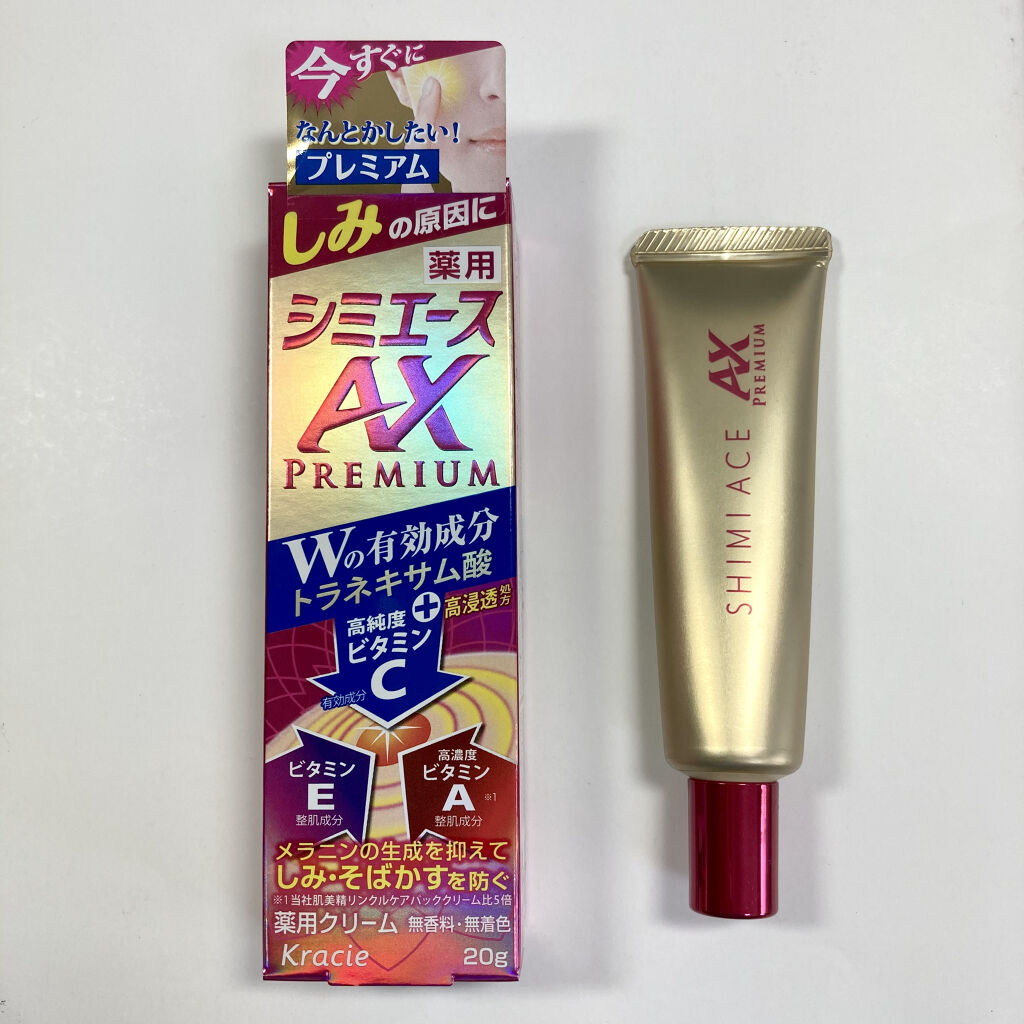 今すぐに
なんとかしたい！
プレミアム
しみの原因に
薬用
シミエース
AX
PREMIUM
Wの有効成分
トラネキサム酸
＋
高浸透処方
高純度
ビタミン
C
有効成分
ビタミン
E
整肌成分
高濃度
ビタミン
A ※1
整肌成分
メラニンの生成を抑えて
しみ・そばかすを防ぐ
※1当社肌美精リンクルケアパッククリーム比5倍
薬用クリーム 無香料・無着色
Kracie 20g
SHIMI ACE AX
PREMIUM